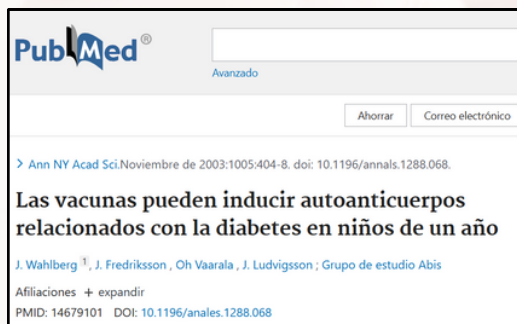 PubMed®
Avanzado
Ahorrar Correo electrónico
> Ann NY Acad Sci.Noviembre de 2003:1005:404-8. doi: 10.1196/annals.1288.068.
Las vacunas pueden inducir autoanticuerpos
relacionados con la diabetes en niños de un año
J. Wahlberg 1, J. Fredriksson , Oh Vaarala , J. Ludvigsson ; Grupo de estudio Abis
Afiliaciones + expandir
PMID: 14679101 DOI: 10.1196/anales.1288.068